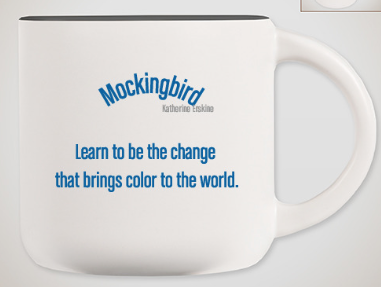 Mockingbird
Katherine Erskine
Learn to be the change
that brings color to the world.